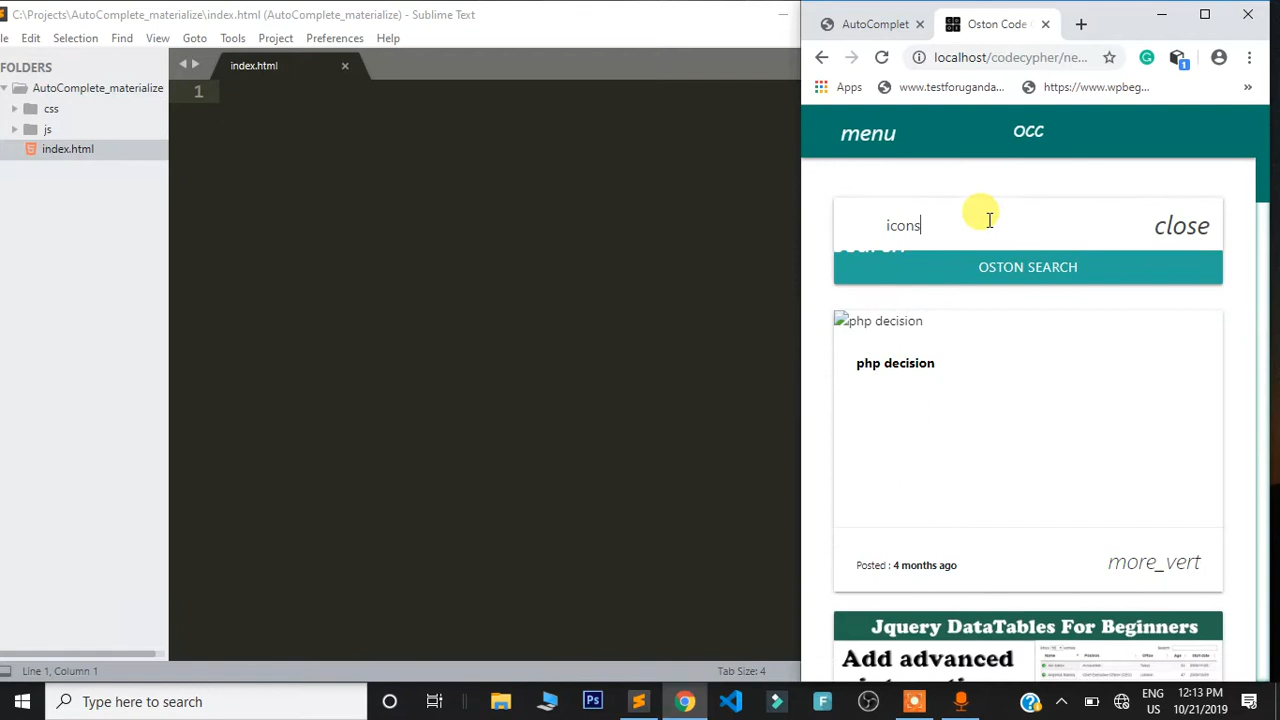 C:\Projects\AutoComplete_materialize\index.html (AutoComplete_materialize) - Sublime Text
le Edit Selection Find View Goto Tools Project Preferences Help
FOLDERS
AutoComplete_materialize
css
js
index.html
index.html
1
Line 1, Column 1
Tab Size: 4
AutoComplet
Oston Code
localhost/codecypher/ne...
1
Apps
www.testforuganda...
https://www.wpbeg...
»
menu
OCC
icons
close
OSTON SEARCH
php decision
php decision
Posted : 4 months ago
more_vert
Jquery DataTables For Beginners
Add advanced
Type here to search
ENG
US
12:13 PM
10/21/2019